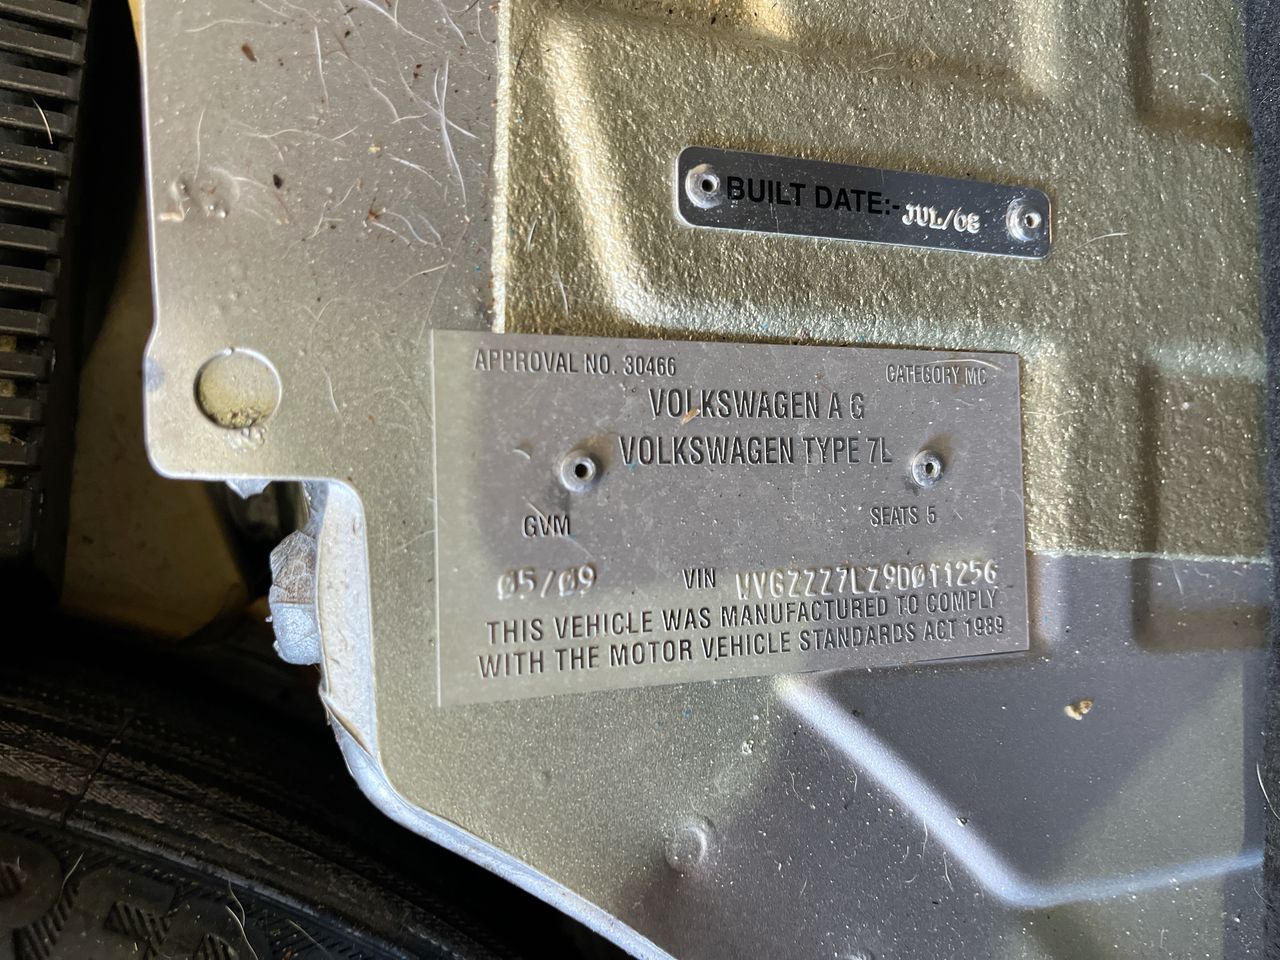 BUILT DATE:- JUL/08
APPROVAL NO. 30466 CATEGORY MC
VOLKSWAGEN A G
VOLKSWAGEN TYPE 7L
GVM SEATS 5
05/09 VIN WVGZZZ7LZ9D011256
THIS VEHICLE WAS MANUFACTURED TO COMPLY
WITH THE MOTOR VEHICLE STANDARDS ACT 1989